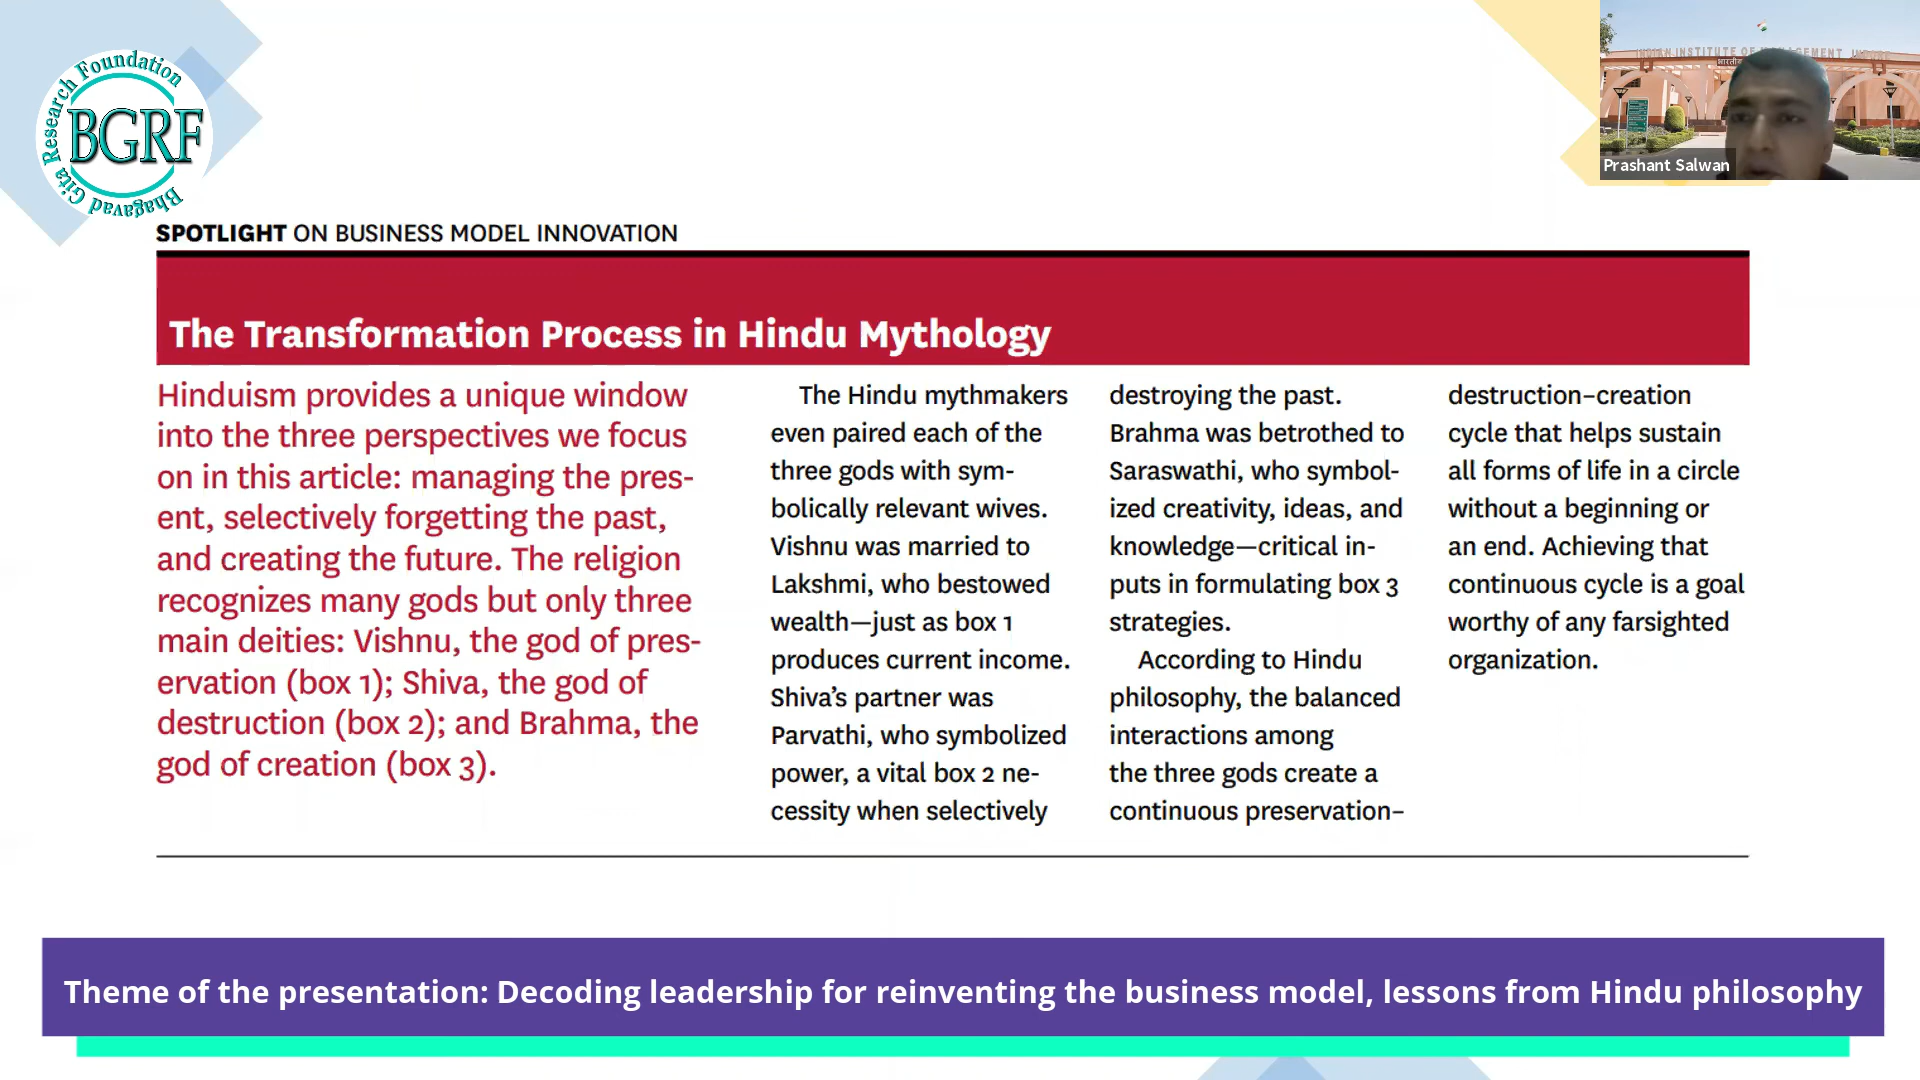 Bhagavad Gita Research Foundation
BGRF
INDIAN INSTITUTE OF MANAGEMENT
Prashant Salwan
SPOTLIGHT ON BUSINESS MODEL INNOVATION
The Transformation Process in Hindu Mythology
Hinduism provides a unique window
into the three perspectives we focus
on in this article: managing the pres-
ent, selectively forgetting the past,
and creating the future. The religion
recognizes many gods but only three
main deities: Vishnu, the god of pres-
ervation (box 1); Shiva, the god of
destruction (box 2); and Brahma, the
god of creation (box 3).
The Hindu mythmakers
even paired each of the
three gods with sym-
bolically relevant wives.
Vishnu was married to
Lakshmi, who bestowed
wealth—just as box 1
produces current income.
Shiva’s partner was
Parvathi, who symbolized
power, a vital box 2 ne-
cessity when selectively
destroying the past.
Brahma was betrothed to
Saraswathi, who symbol-
ized creativity, ideas, and
knowledge—critical in-
puts in formulating box 3
strategies.
According to Hindu
philosophy, the balanced
interactions among
the three gods create a
continuous preservation–
destruction–creation
cycle that helps sustain
all forms of life in a circle
without a beginning or
an end. Achieving that
continuous cycle is a goal
worthy of any farsighted
organization.
Theme of the presentation: Decoding leadership for reinventing the business model, lessons from Hindu philosophy